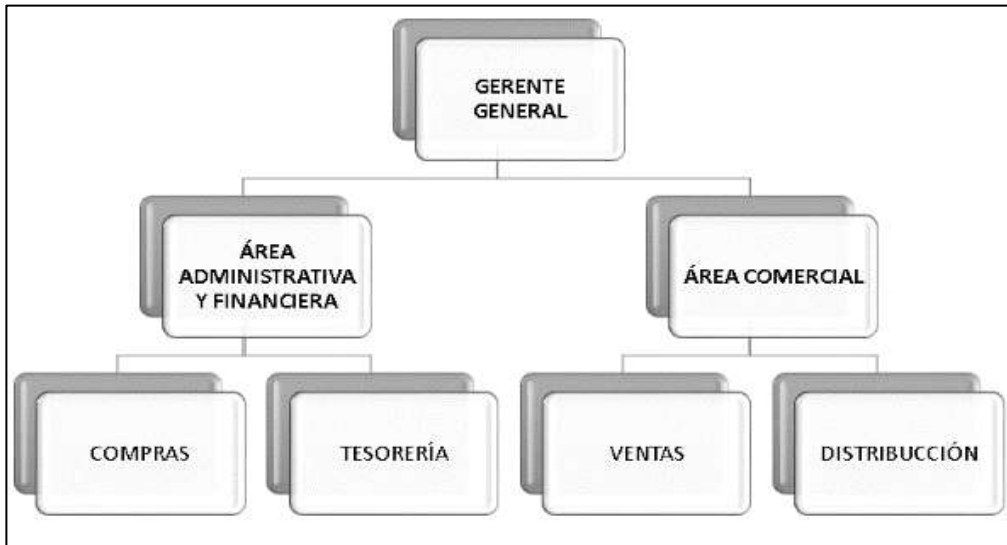 GERENTE
GENERAL
ÁREA
ADMINISTRATIVA
Y FINANCIERA
ÁREA COMERCIAL
COMPRAS
TESORERÍA
VENTAS
DISTRIBUCCIÓN